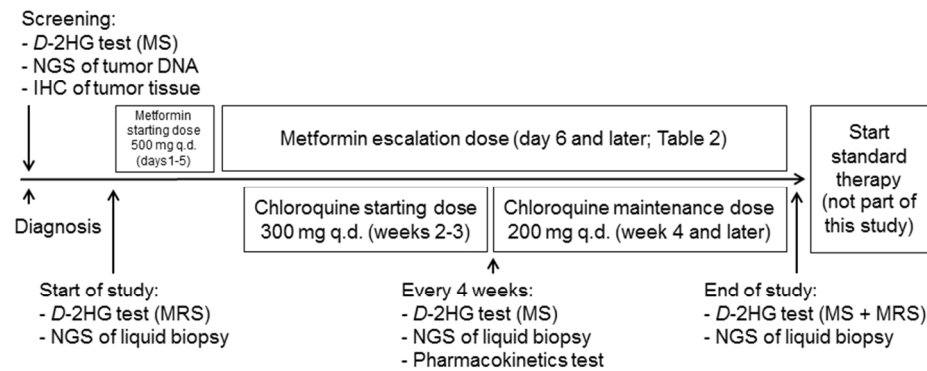 Screening:
- D-2HG test (MS)
- NGS of tumor DNA
- IHC of tumor tissue
Metformin
starting dose
500 mg q.d.
(days 1-5)
Metformin escalation dose (day 6 and later; Table 2)
Start
standard
therapy
(not part of
this study)
Diagnosis
Chloroquine starting dose
300 mg q.d. (weeks 2-3)
Chloroquine maintenance dose
200 mg q.d. (week 4 and later)
Start of study:
- D-2HG test (MRS)
- NGS of liquid biopsy
Every 4 weeks:
- D-2HG test (MS)
- NGS of liquid biopsy
- Pharmacokinetics test
End of study:
- D-2HG test (MS + MRS)
- NGS of liquid biopsy